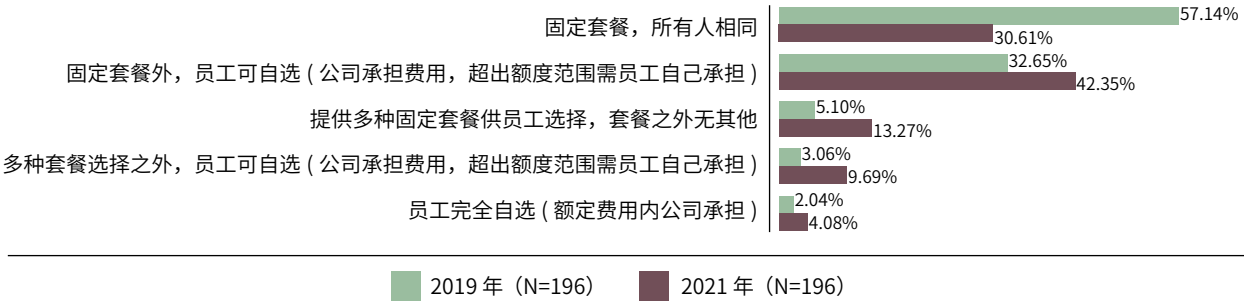 固定套餐，所有人相同
57.14%
30.61%
固定套餐外，员工可自选 ( 公司承担费用，超出额度范围需员工自己承担 )
32.65%
42.35%
提供多种固定套餐供员工选择，套餐之外无其他
5.10%
13.27%
多种套餐选择之外，员工可自选 ( 公司承担费用，超出额度范围需员工自己承担 )
3.06%
9.69%
员工完全自选 ( 额定费用内公司承担 )
2.04%
4.08%
2019 年（N=196） 2021 年（N=196）